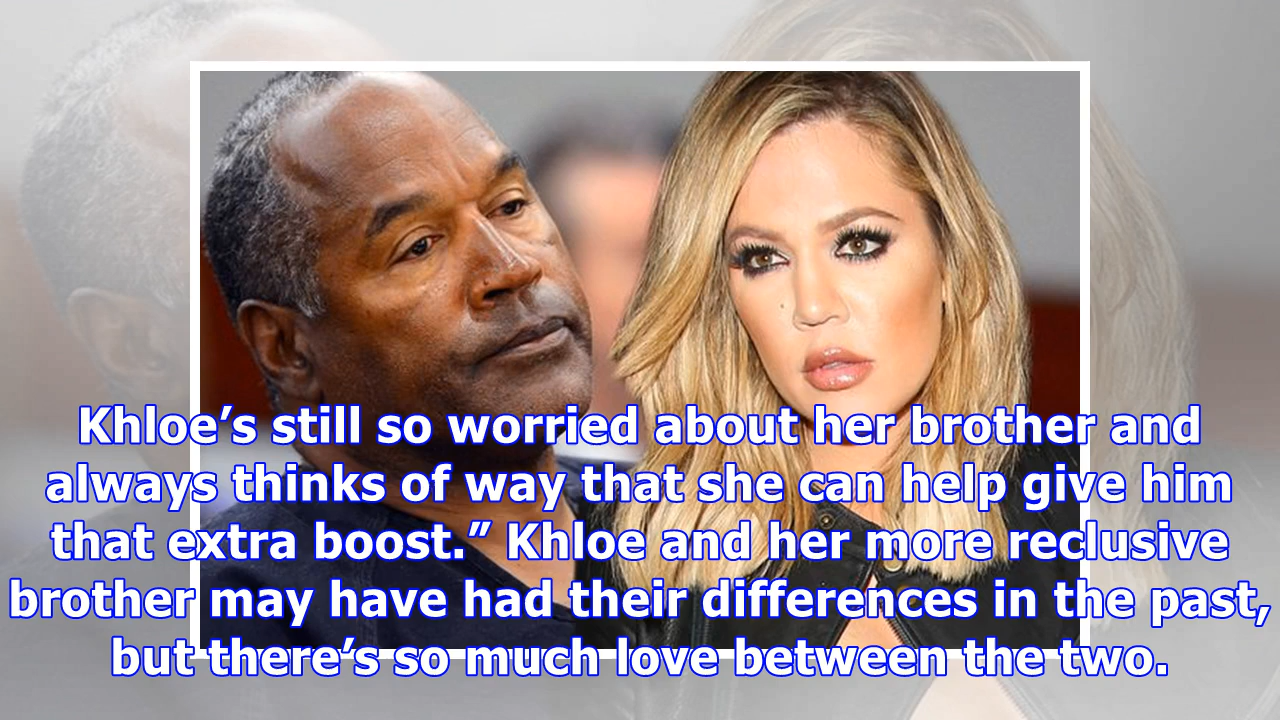 Khloe’s still so worried about her brother and
always thinks of way that she can help give him
that extra boost.” Khloe and her more reclusive
brother may have had their differences in the past,
but there’s so much love between the two.